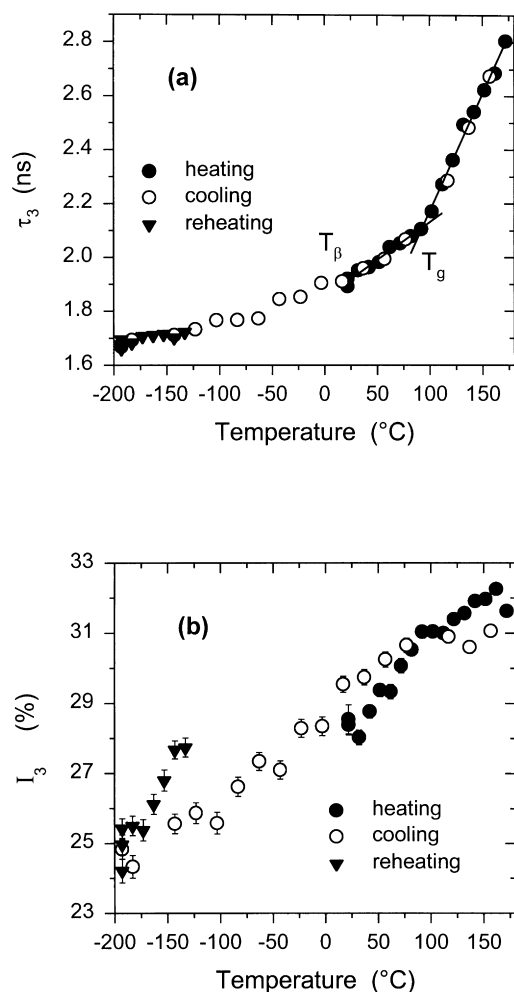 2.8
(a)
2.6
2.4
heating
τ3 (ns)
2.2
cooling
reheating
2.0
Tβ
Tg
1.8
1.6
-200 -150 -100 -50 0 50 100 150
Temperature (°C)
33
(b)
31
29
I3 (%)
27
heating
cooling
25
reheating
23
-200 -150 -100 -50 0 50 100 150
Temperature (°C)